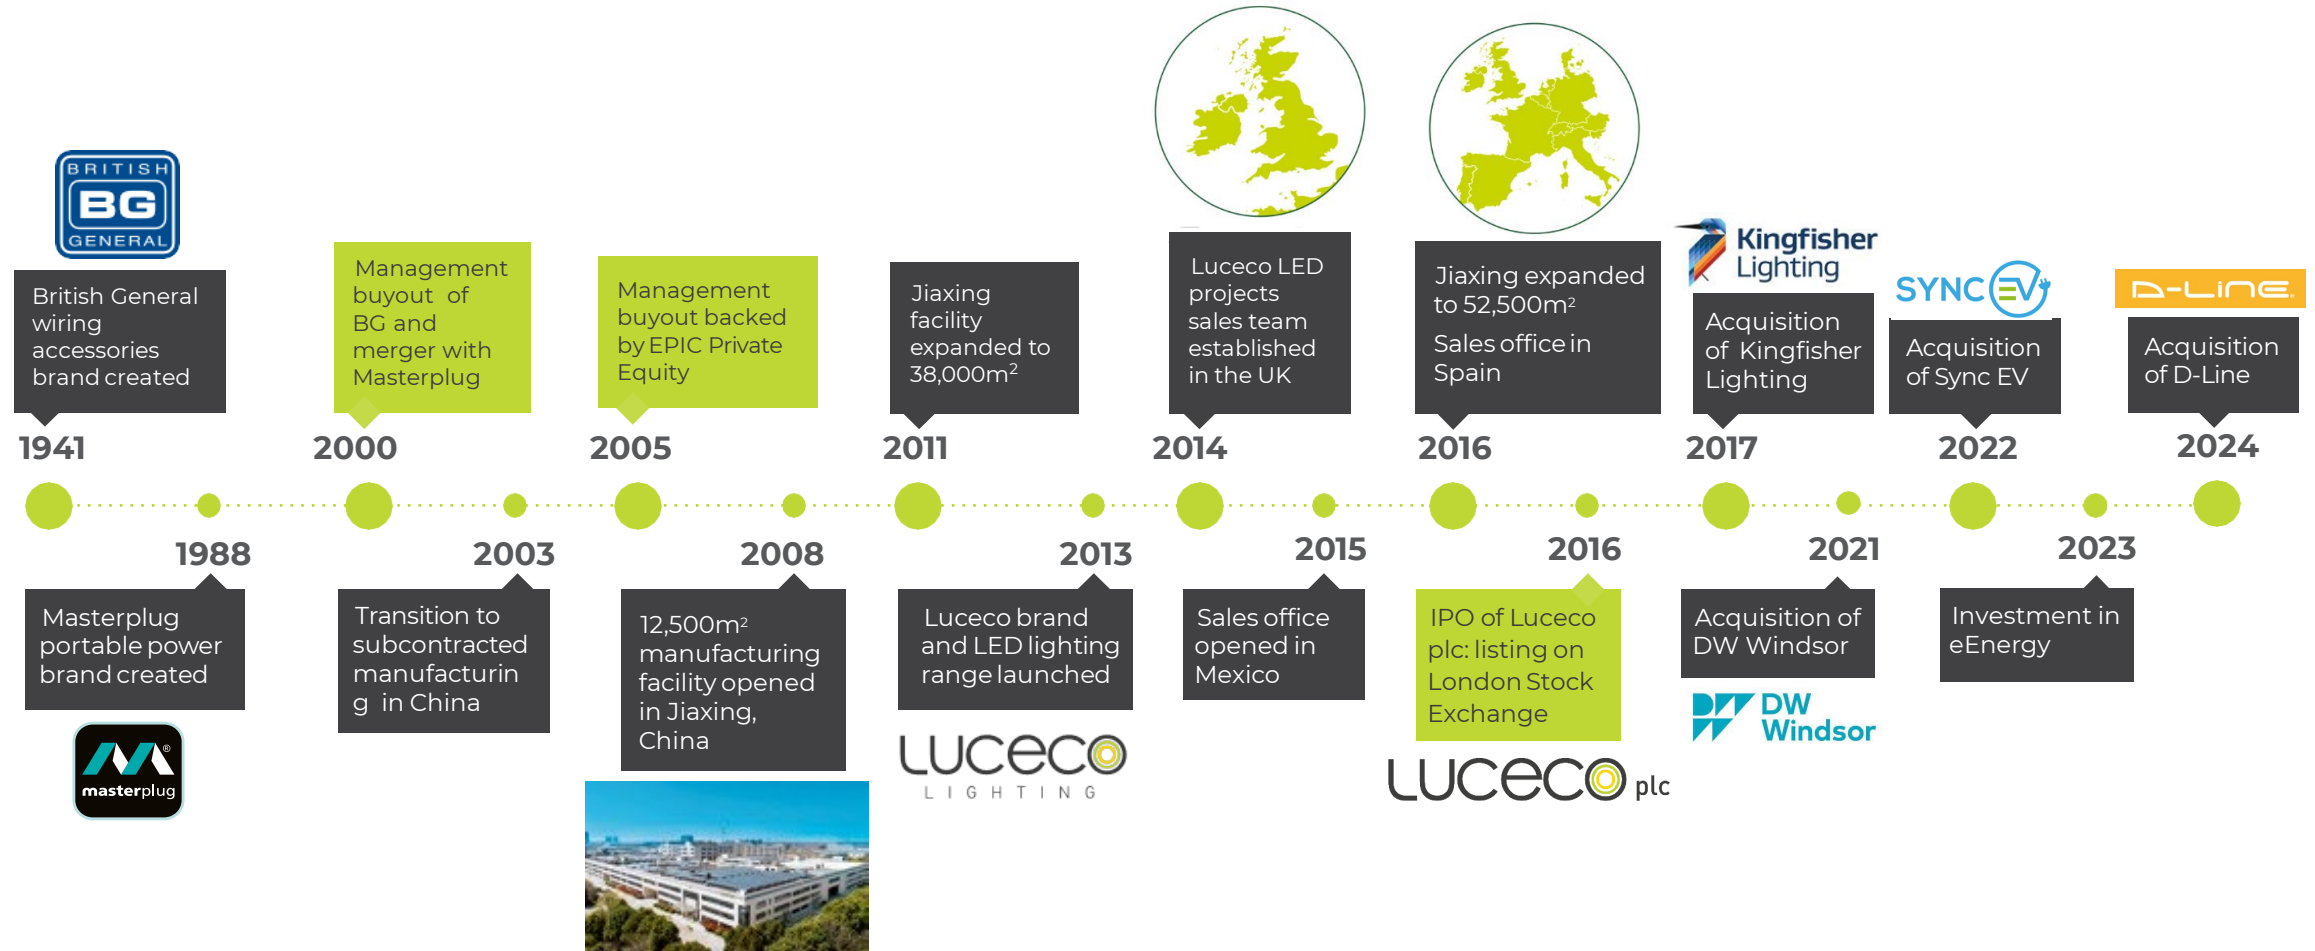 BRITISH
BG
GENERAL
British General
wiring
accessories
brand created
1941
Management
buyout of
BG and
merger with
Masterplug
2000
Management
buyout backed
by EPIC Private
Equity
2005
Jiaxing
facility
expanded to
38,000m²
2011
Luceco LED
projects
sales team
established
in the UK
2014
Jiaxing expanded
to 52,500m²
Sales office in
Spain
2016
Kingfisher
Lighting
Acquisition
of Kingfisher
Lighting
2017
SYNC EV
Acquisition
of Sync EV
2022
D-Line
Acquisition
of D-Line
2024
1988
Masterplug
portable power
brand created
masterplug®
2003
Transition to
subcontracted
manufacturin
g in China
2008
12,500m²
manufacturing
facility opened
in Jiaxing,
China
2013
Luceco brand
and LED lighting
range launched
Luceco
LIGHTING
2015
Sales office
opened in
Mexico
2016
IPO of Luceco
plc: listing on
London Stock
Exchange
Luceco plc
2021
Acquisition of
DW Windsor
DW
Windsor
2023
Investment in
eEnergy